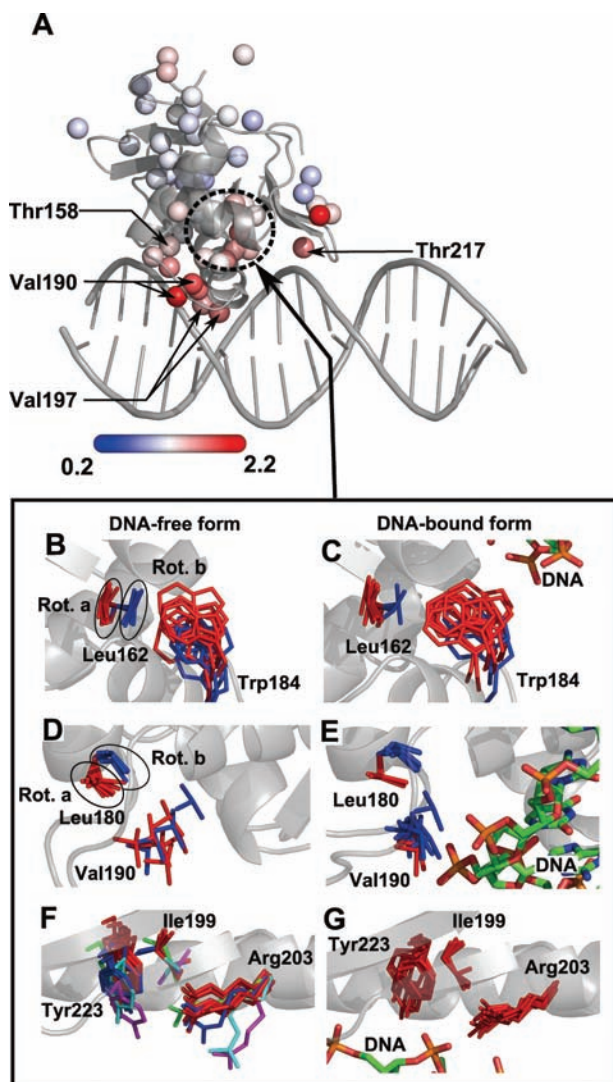 A
Thr158
Val190
Thr217
Val197
0.2
2.2
DNA-free form
DNA-bound form
B
Rot. b
Rot. a
Leu162
Trp184
C
DNA
Trp184
Leu162
D
Rot. b
Rot. a
Leu180
Val190
E
Leu180
Val190
DNA
F
Ile199
Arg203
Tyr223
G
Ile199
Tyr223
Arg203
DNA